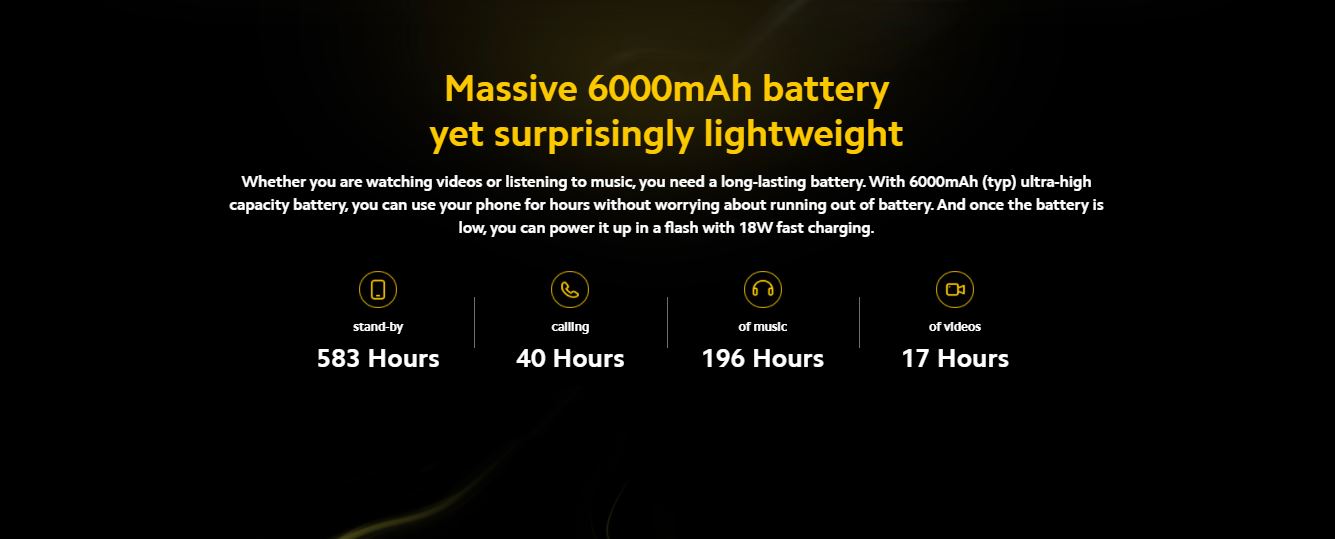 Massive 6000mAh battery
yet surprisingly lightweight
Whether you are watching videos or listening to music, you need a long-lasting battery. With 6000mAh (typ) ultra-high
capacity battery, you can use your phone for hours without worrying about running out of battery. And once the battery is
low, you can power it up in a flash with 18W fast charging.
stand-by
583 Hours
calling
40 Hours
of music
196 Hours
of videos
17 Hours